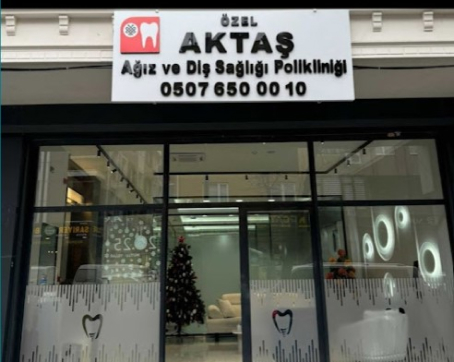 ÖZEL
AKTAŞ
Ağız ve Diş Sağlığı Polikliniği
0507 650 00 10